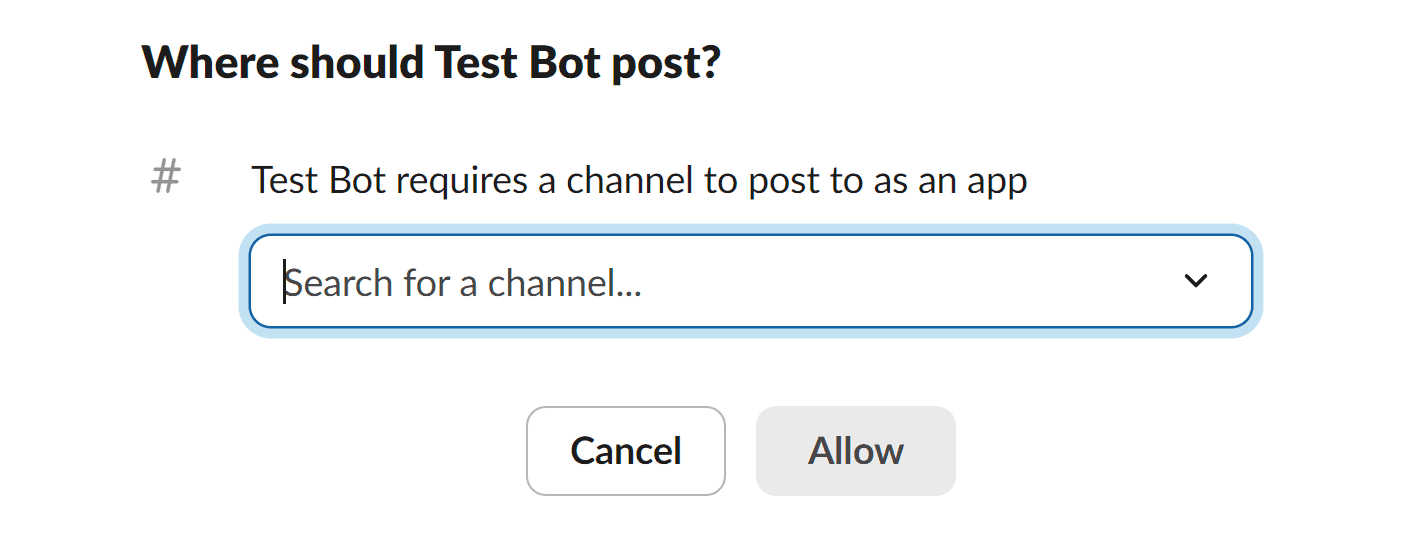 Where should Test Bot post?
# Test Bot requires a channel to post to as an app
Search for a channel...
Cancel Allow